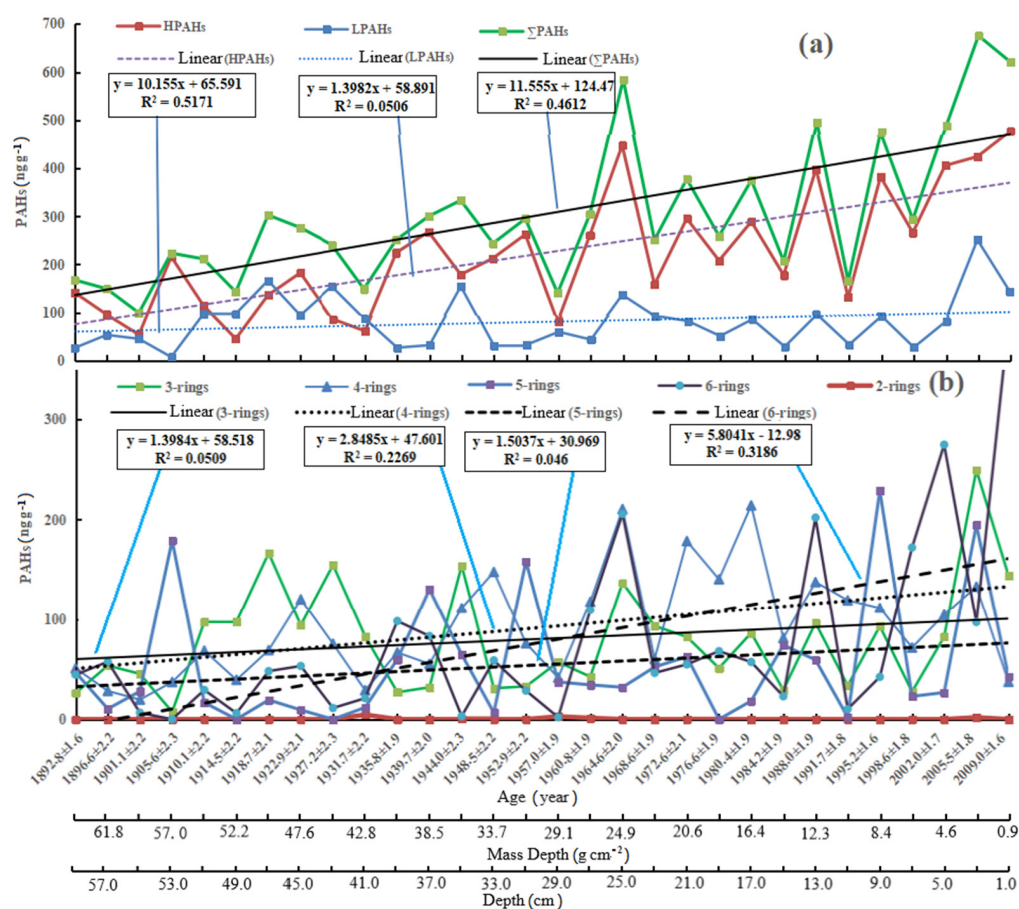 700
600
500
400
300
200
100
0
PAHs (ngg⁻¹)
HPAHs LPAHs ∑PAHs
Linear (HPAHs) Linear (LPAHs) Linear (∑PAHs)
(a)
y = 10.155x + 65.591
R² = 0.5171
y = 1.3982x + 58.891
R² = 0.0506
y = 11.555x + 124.47
R² = 0.4612
300
200
100
0
PAHs (ngg⁻¹)
3-rings 4-rings 5-rings 6-rings 2-rings
(b)
Linear (3-rings) Linear (4-rings) Linear (5-rings) Linear (6-rings)
y = 1.3984x + 58.518
R² = 0.0509
y = 2.8485x + 47.601
R² = 0.2269
y = 1.5037x + 30.969
R² = 0.046
y = 5.8041x - 12.98
R² = 0.3186
1892.8±1.6
1896.6±2.2
1901.1±2.2
1905.6±2.3
1910.1±2.2
1914.5±2.2
1918.7±2.1
1922.9±2.1
1927.2±2.3
1931.7±2.2
1935.8±1.9
1939.7±2.0
1944.0±2.3
1948.5±2.2
1952.9±2.2
1957.0±1.9
1960.8±1.9
1964.6±2.0
1968.6±1.9
1972.6±2.1
1976.6±1.9
1980.4±1.9
1984.2±1.9
1988.0±1.9
1991.7±1.8
1995.2±1.6
1998.6±1.8
2002.0±1.7
2005.5±1.8
2009.0±1.6
Age (year)
61.8 57. 0 52.2 47.6 42.8 38.5 33.7 29.1 24.9 20.6 16.4 12.3 8.4 4.6 0.9
Mass Depth (g cm⁻²)
57.0 53.0 49.0 45.0 41.0 37.0 33.0 29.0 25.0 21.0 17.0 13.0 9.0 5.0 1.0
Depth (cm)